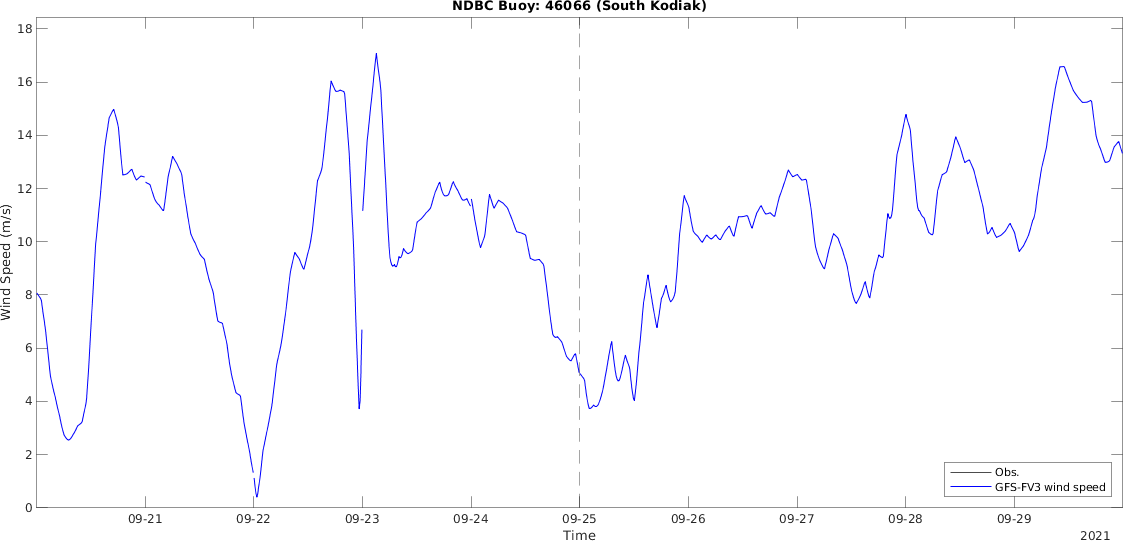 NDBC Buoy: 46066 (South Kodiak)
18
16
14
12
10
8
6
4
2
0
Wind Speed (m/s)
09-21 09-22 09-23 09-24 09-25 09-26 09-27 09-28 09-29
Time
2021
Obs.
GFS-FV3 wind speed